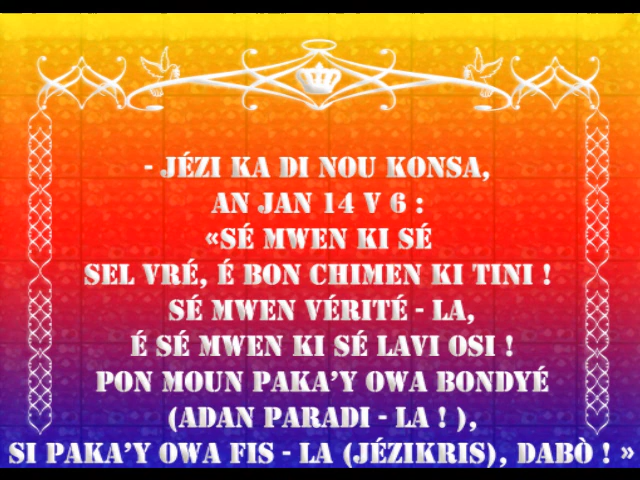 - JÉZI KA DI NOU KONSA,
AN JAN 14 V 6 :
«SÉ MWEN KI SÉ
SEL VRÉ, É BON CHIMEN KI TINI !
SÉ MWEN VÉRITÉ - LA,
É SÉ MWEN KI SÉ LAVI OSI !
PON MOUN PAKA'Y OWA BONDYÉ
(ADAN PARADI - LA ! ),
SI PAKA'Y OWA FIS - LA (JÉZIKRIS), DABÒ ! »